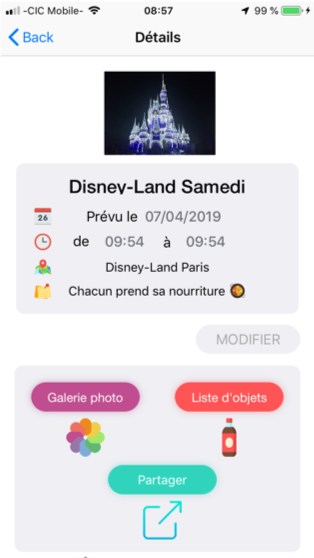 -CIC Mobile- 08:57 99 %
Back Détails
Disney-Land Samedi
26 Prévu le 07/04/2019
de 09:54 à 09:54
Disney-Land Paris
Chacun prend sa nourriture
MODIFIER
Galerie photo Liste d'objets
Partager